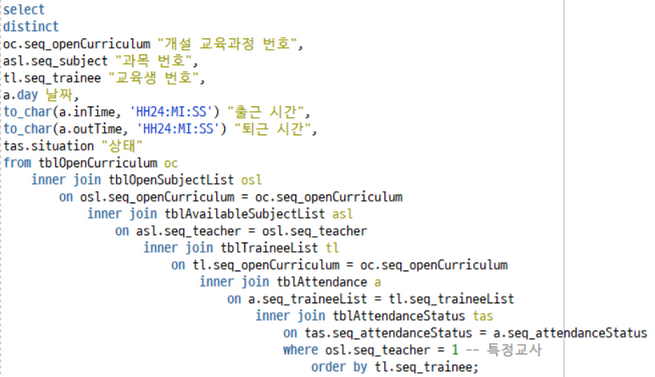 select
distinct
oc.seq_openCurriculum "개설 교육과정 번호",
asl.seq_subject "과목 번호",
tl.seq_trainee "교육생 번호",
a.day 날짜,
to_char(a.inTime, 'HH24:MI:SS') "출근 시간",
to_char(a.outTime, 'HH24:MI:SS') "퇴근 시간",
tas.situation "상태"
from tblOpenCurriculum oc
inner join tblOpenSubjectList osl
on osl.seq_openCurriculum = oc.seq_openCurriculum
inner join tblAvailableSubjectList asl
on asl.seq_teacher = osl.seq_teacher
inner join tblTraineeList tl
on tl.seq_openCurriculum = oc.seq_openCurriculum
inner join tblAttendance a
on a.seq_traineeList = tl.seq_traineeList
inner join tblAttendanceStatus tas
on tas.seq_attendanceStatus = a.seq_attendanceStatus
where osl.seq_teacher = 1 -- 특정교사
order by tl.seq_trainee;